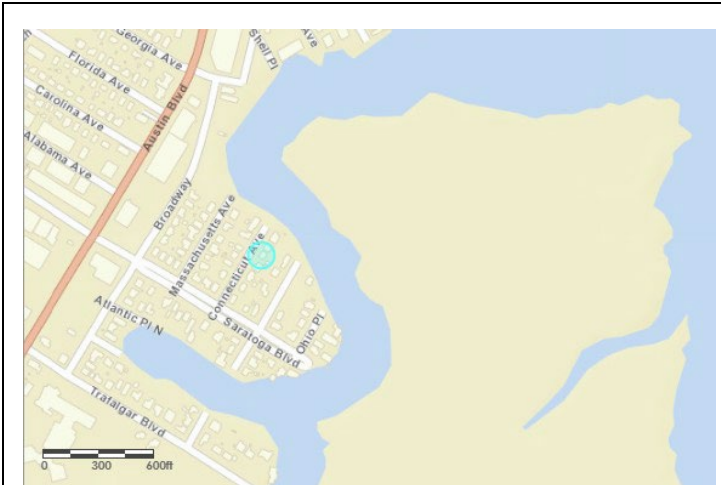 Georgia Ave
Shell Pl
Ave
Florida Ave
Carolina Ave
Austin Blvd
Alabama Ave
Broadway
Massachusetts Ave
Connecticut Ave
Atlantic Pl N
Saratoga Blvd
Ohio Pl
Trafalgar Blvd
0 300 600ft